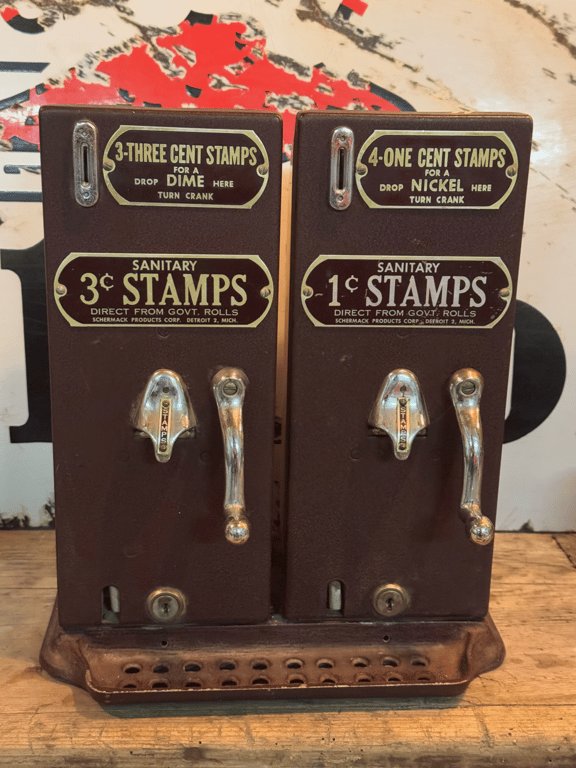 3-THREE CENT STAMPS
FOR A
DROP DIME HERE
TURN CRANK
SANITARY
3¢ STAMPS
DIRECT FROM GOVT. ROLLS
SCHERMACK PRODUCTS CORP. DETROIT 2, MICH.
STAMPS
4-ONE CENT STAMPS
FOR A
DROP NICKEL HERE
TURN CRANK
SANITARY
1¢ STAMPS
DIRECT FROM GOVT. ROLLS
SCHERMACK PRODUCTS CORP. DETROIT 2, MICH.
STAMPS